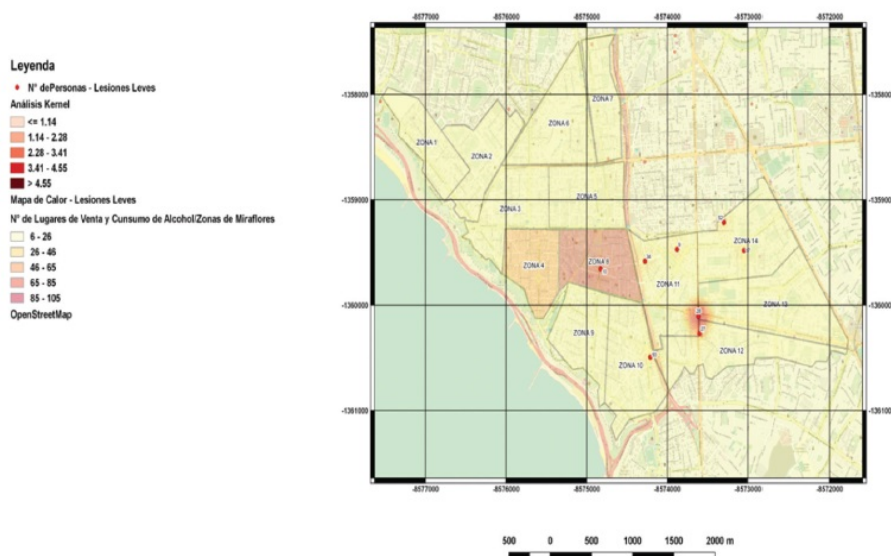 Leyenda
N° dePersonas - Lesiones Leves
Análisis Kernel
<= 1.14
1.14 - 2.28
2.28 - 3.41
3.41 - 4.55
> 4.55
Mapa de Calor - Lesiones Leves
N° de Lugares de Venta y Cunsumo de Alcohol/Zonas de Miraflores
6 - 26
26 - 46
46 - 65
65 - 85
85 - 105
OpenStreetMap
-8577000 -8576000 -8575000 -8574000 -8573000 -8572000
-1358000 -1358000
-1359000 -1359000
-1360000 -1360000
-1361000 -1361000
ZONA 7
ZONA 6
ZONA 1
ZONA 2
ZONA 5
ZONA 3
ZONA 14
ZONA 4
ZONA 8
ZONA 11
ZONA 13
ZONA 9
ZONA 12
ZONA 10
-8577000 -8576000 -8575000 -8574000 -8573000 -8572000
500 0 500 1000 1500 2000 m